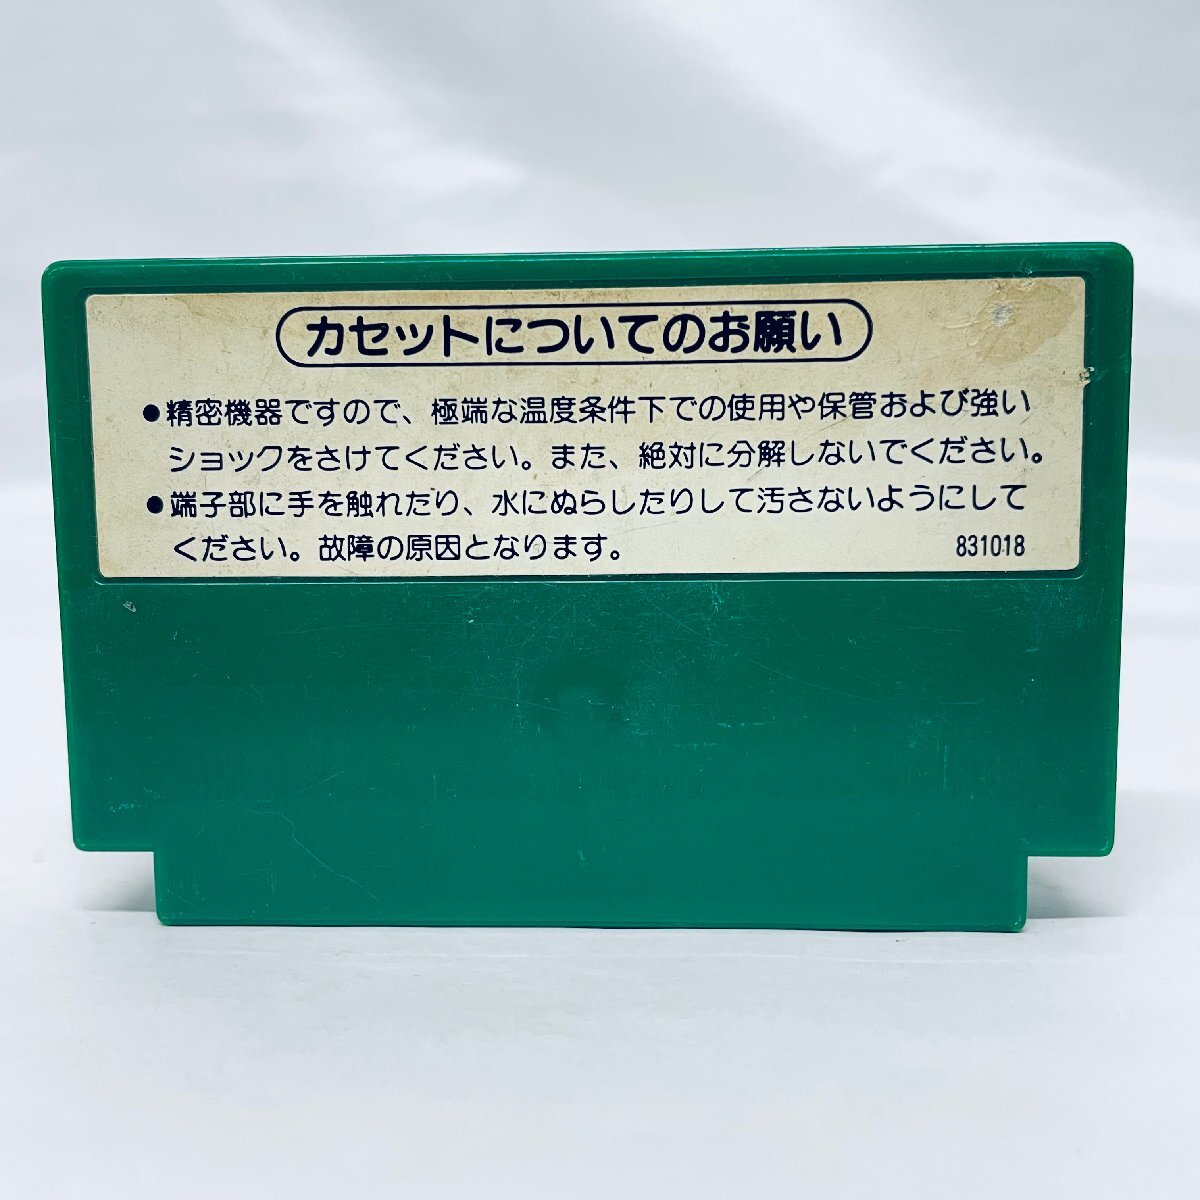 カセットについてのお願い
●精密機器ですので、極端な温度条件下での使用や保管および強い
ショックをさけてください。また、絶対に分解しないでください。
●端子部に手を触れたり、水にぬらしたりして汚さないようにして
ください。故障の原因となります。 831018